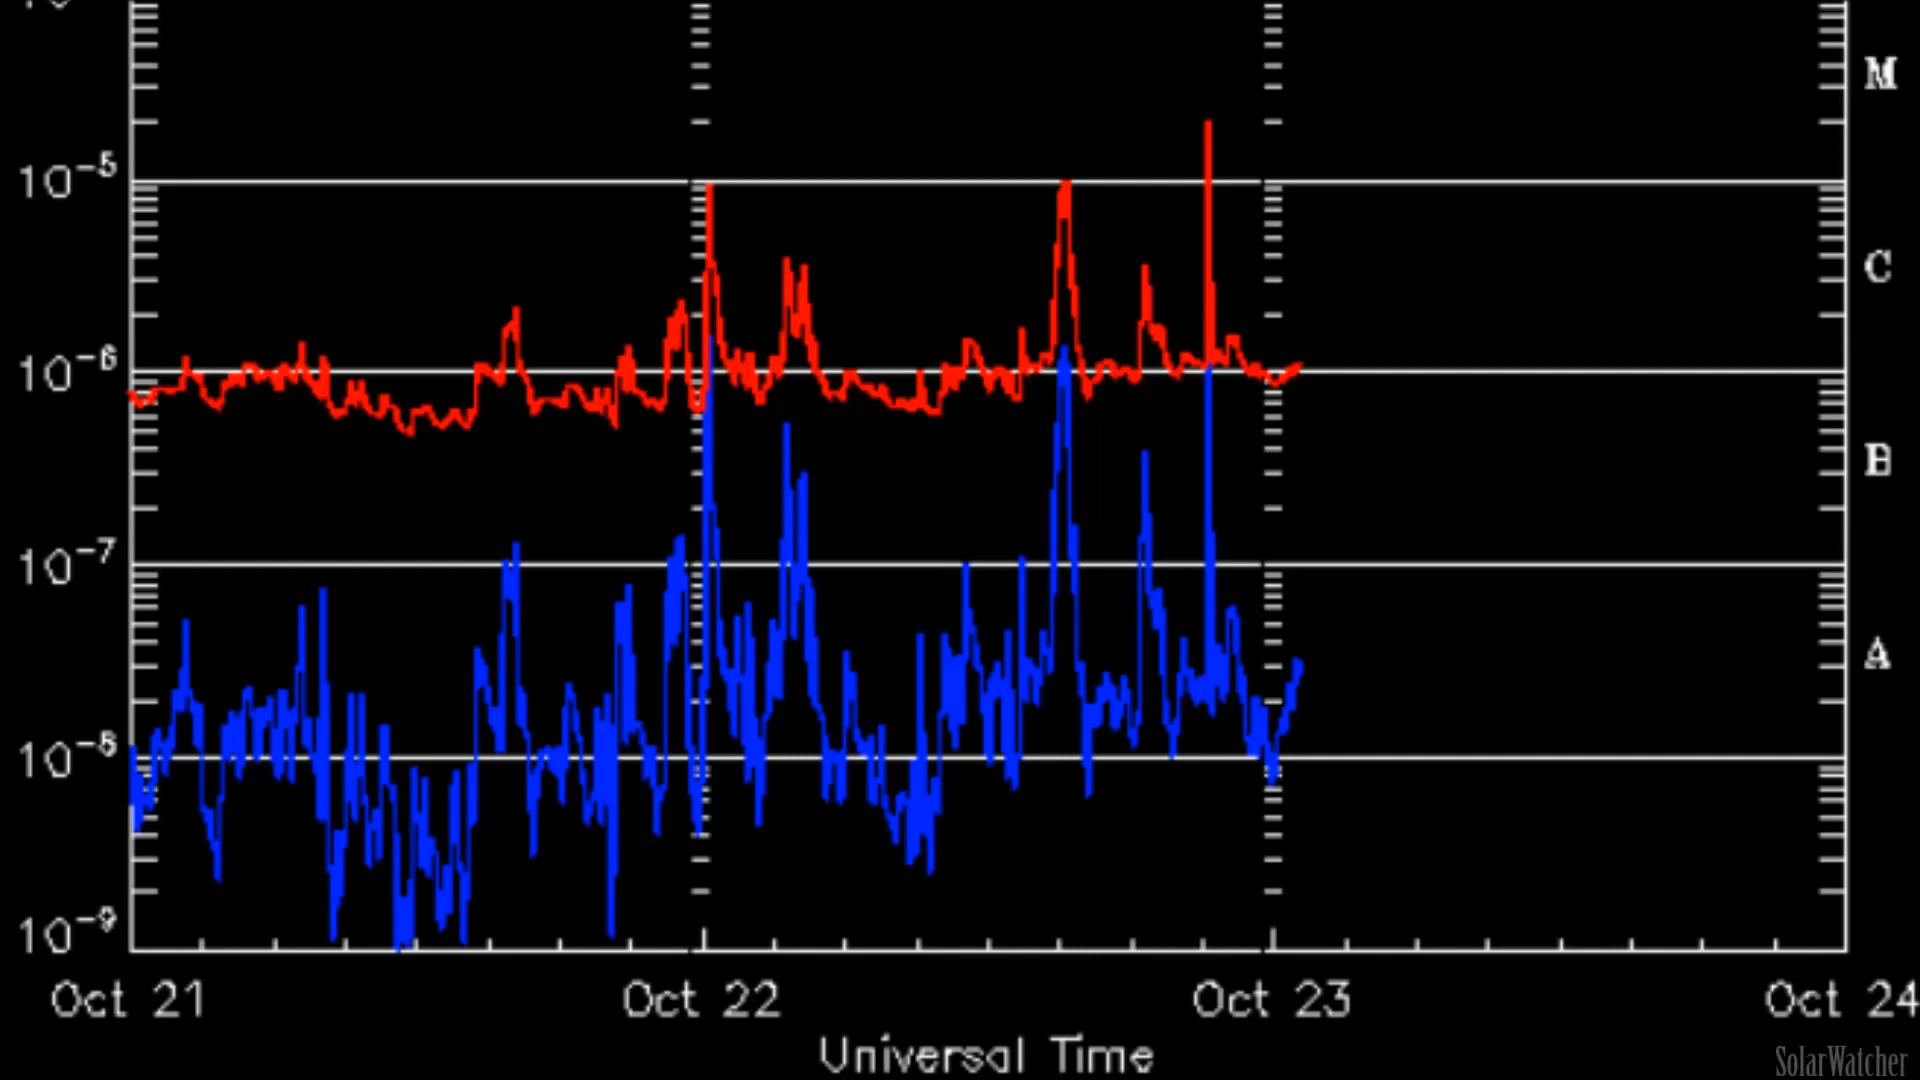 M
10⁻⁵
C
10⁻⁶
B
10⁻⁷
A
10⁻⁸
10⁻⁹
Oct 21 Oct 22 Oct 23 Oct 24
Universal Time
SolarWatcher